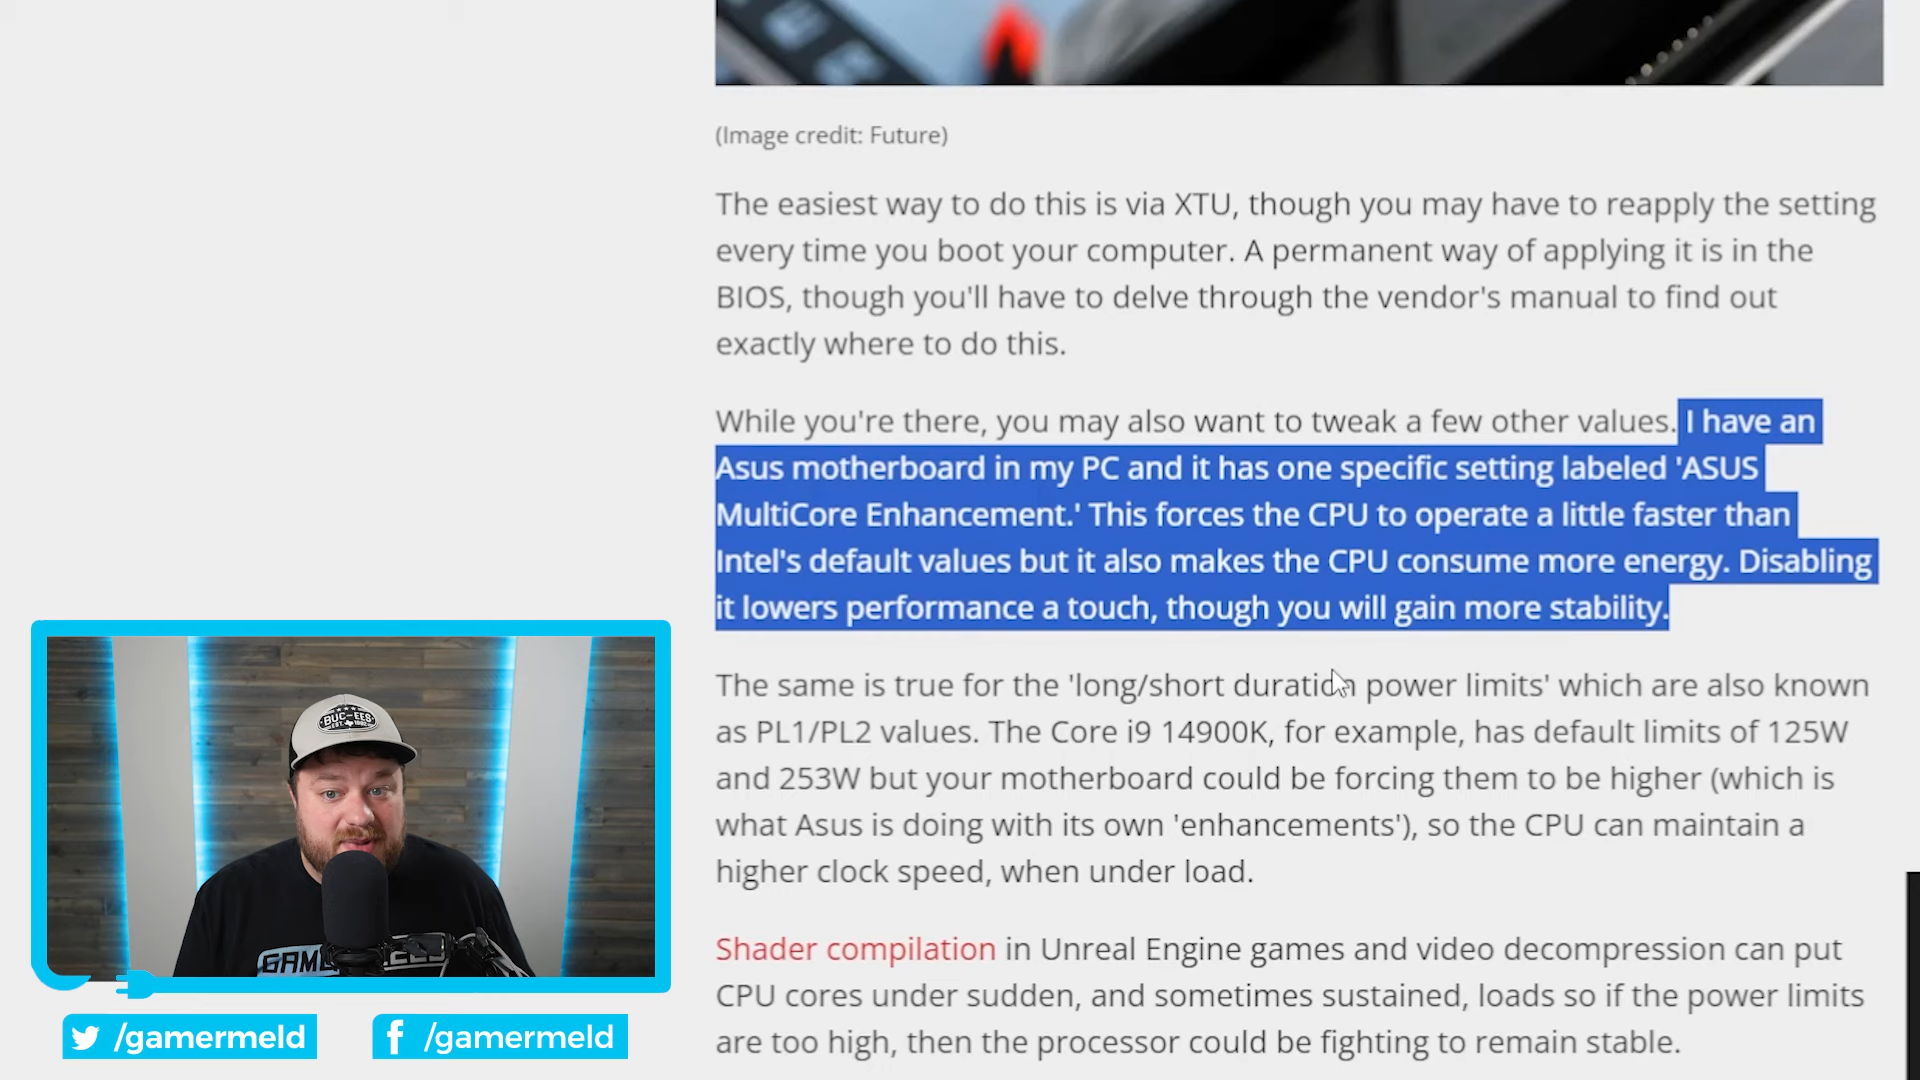 (Image credit: Future)
The easiest way to do this is via XTU, though you may have to reapply the setting
every time you boot your computer. A permanent way of applying it is in the
BIOS, though you'll have to delve through the vendor's manual to find out
exactly where to do this.
While you're there, you may also want to tweak a few other values. I have an
Asus motherboard in my PC and it has one specific setting labeled 'ASUS
MultiCore Enhancement.' This forces the CPU to operate a little faster than
Intel's default values but it also makes the CPU consume more energy. Disabling
it lowers performance a touch, though you will gain more stability.
The same is true for the 'long/short duration power limits' which are also known
as PL1/PL2 values. The Core i9 14900K, for example, has default limits of 125W
and 253W but your motherboard could be forcing them to be higher (which is
what Asus is doing with its own 'enhancements'), so the CPU can maintain a
higher clock speed, when under load.
Shader compilation in Unreal Engine games and video decompression can put
CPU cores under sudden, and sometimes sustained, loads so if the power limits
are too high, then the processor could be fighting to remain stable.
BUC-EES
/gamermeld
/gamermeld